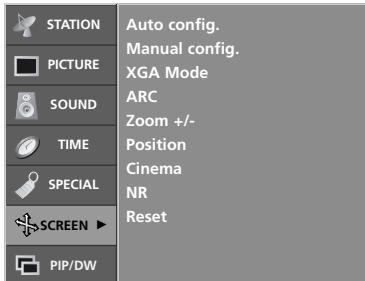 STATION
PICTURE
SOUND
TIME
SPECIAL
SCREEN ►
PIP/DW
Auto config.
Manual config.
XGA Mode
ARC
Zoom +/-
Position
Cinema
NR
Reset